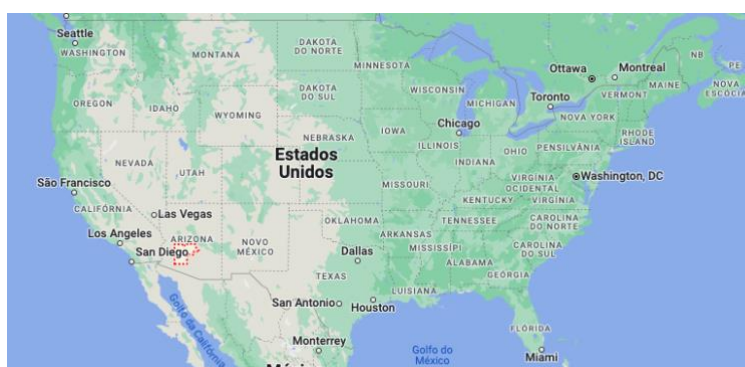 Seattle
WASHINGTON
MONTANA
DAKOTA
DO NORTE
MINNESOTA
Ottawa
Montreal
NB
PE
NOVA
ESCÓCIA
MAINE
OREGON
IDAHO
WYOMING
DAKOTA
DO SUL
WISCONSIN
MICHIGAN
Toronto
VERMONT
NOVA YORK
NEBRASKA
IOWA
Chicago
ILLINOIS
INDIANA
OHIO
PENSILVÂNIA
RHODE
ISLAND
NEVADA
UTAH
Estados
Unidos
MISSOURI
VIRGÍNIA
OCIDENTAL
Washington, DC
São Francisco
CALIFÓRNIA
Las Vegas
KENTUCKY
VIRGÍNIA
Los Angeles
ARIZONA
NOVO
MÉXICO
OKLAHOMA
ARKANSAS
TENNESSEE
CAROLINA
DO NORTE
San Diego
Dallas
MISSISSÍPI
ALABAMA
CAROLINA
DO SUL
GEÓRGIA
TEXAS
LUISIANA
San Antonio
Houston
Golfo da Califórnia
FLÓRIDA
Monterrey
Golfo do
México
Miami
México